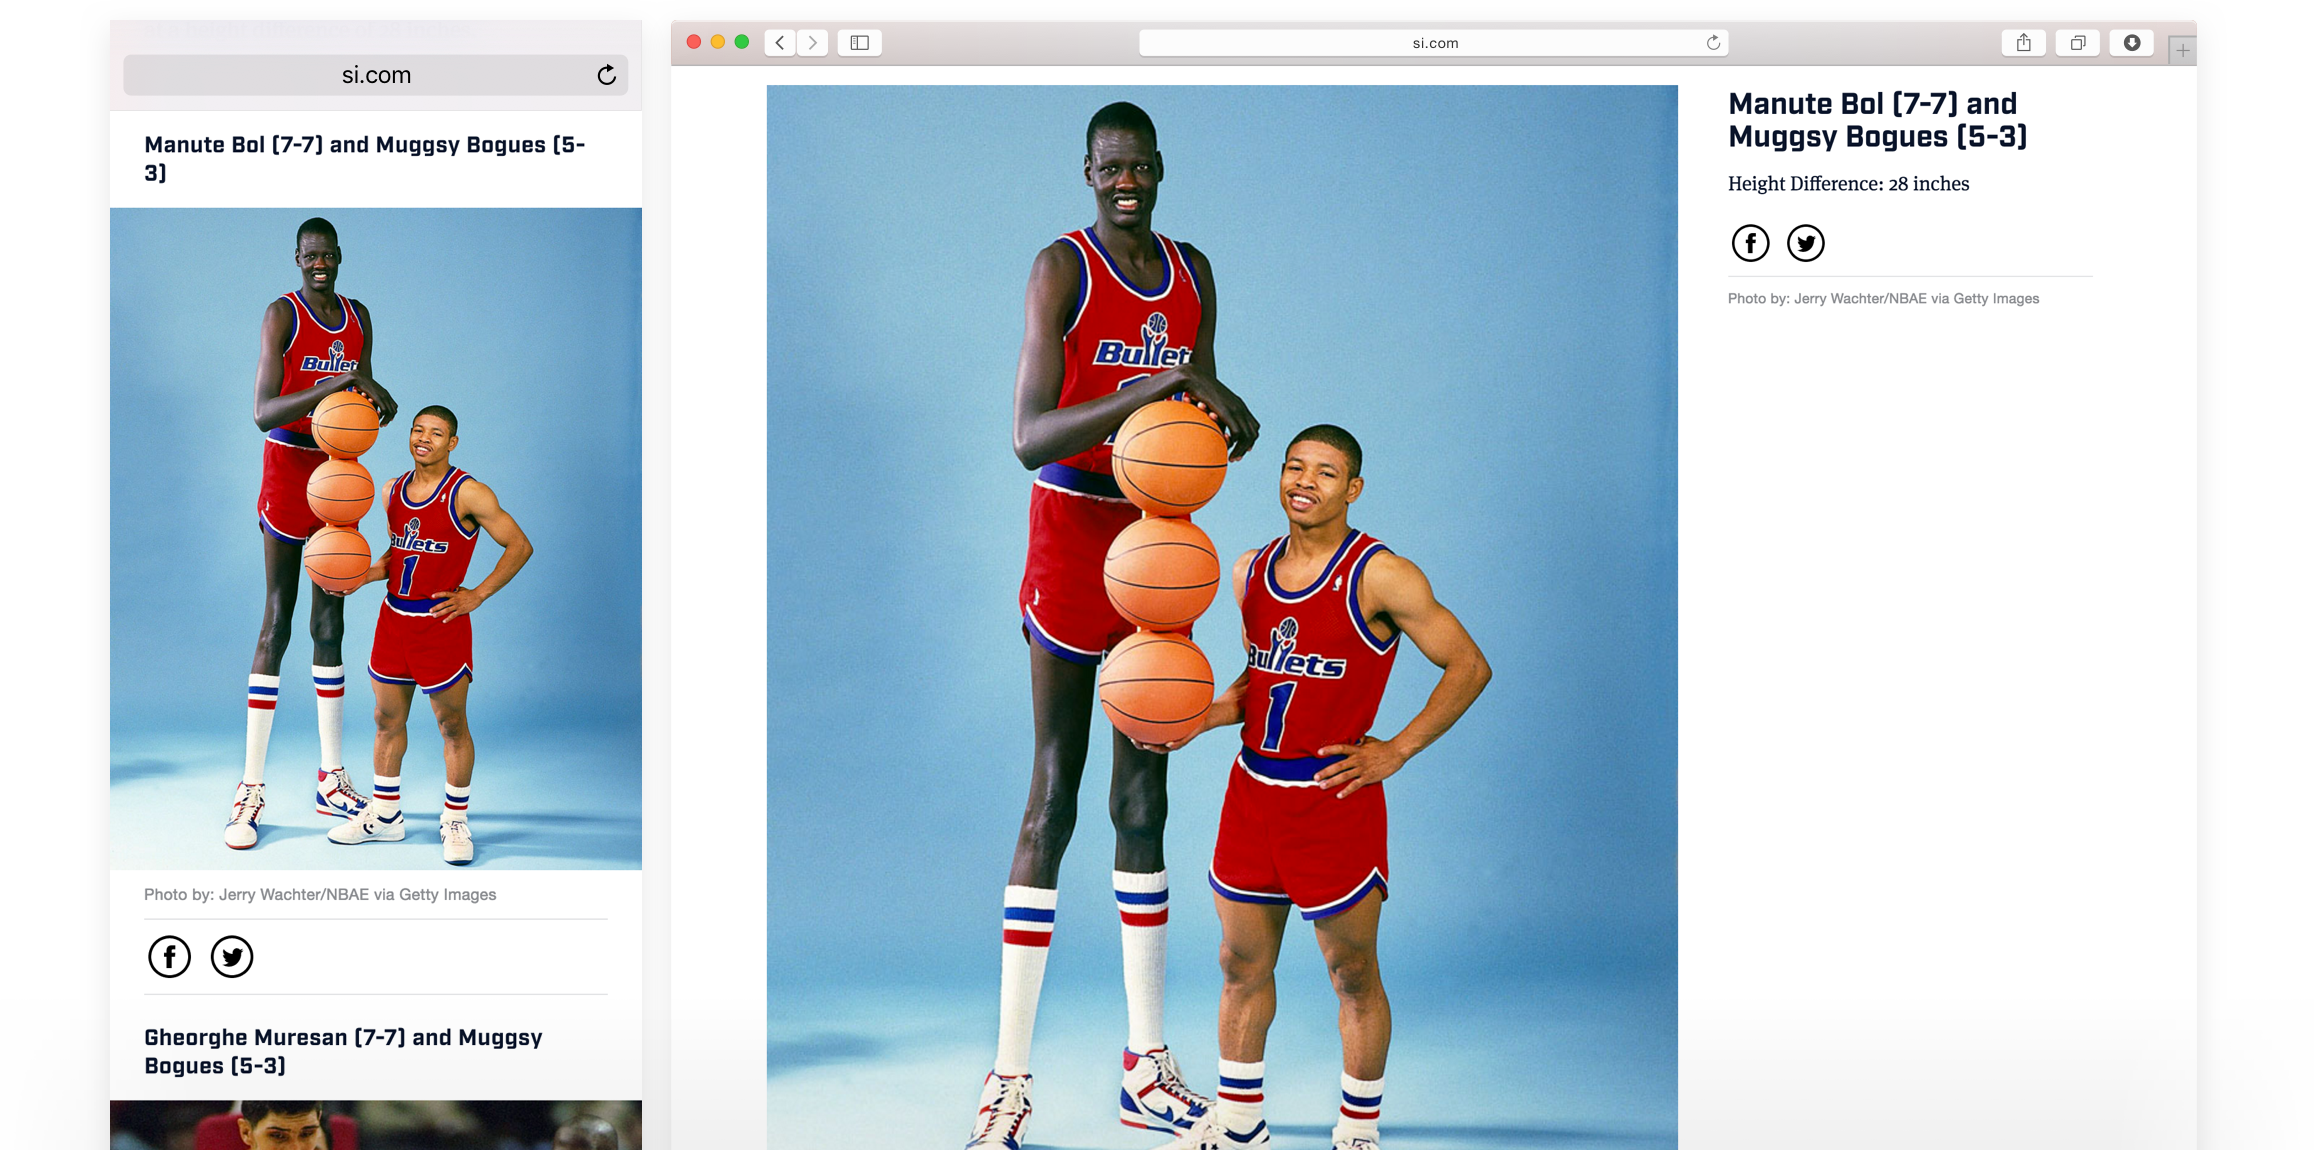 si.com
Manute Bol (7-7) and Muggsy Bogues (5-
3)
Bullet
Bullets
1
Photo by: Jerry Wachter/NBAE via Getty Images
Gheorghe Muresan (7-7) and Muggsy
Bogues (5-3)
si.com
Bullet
Bullets
1
Manute Bol (7-7) and
Muggsy Bogues (5-3)
Height Difference: 28 inches
Photo by: Jerry Wachter/NBAE via Getty Images